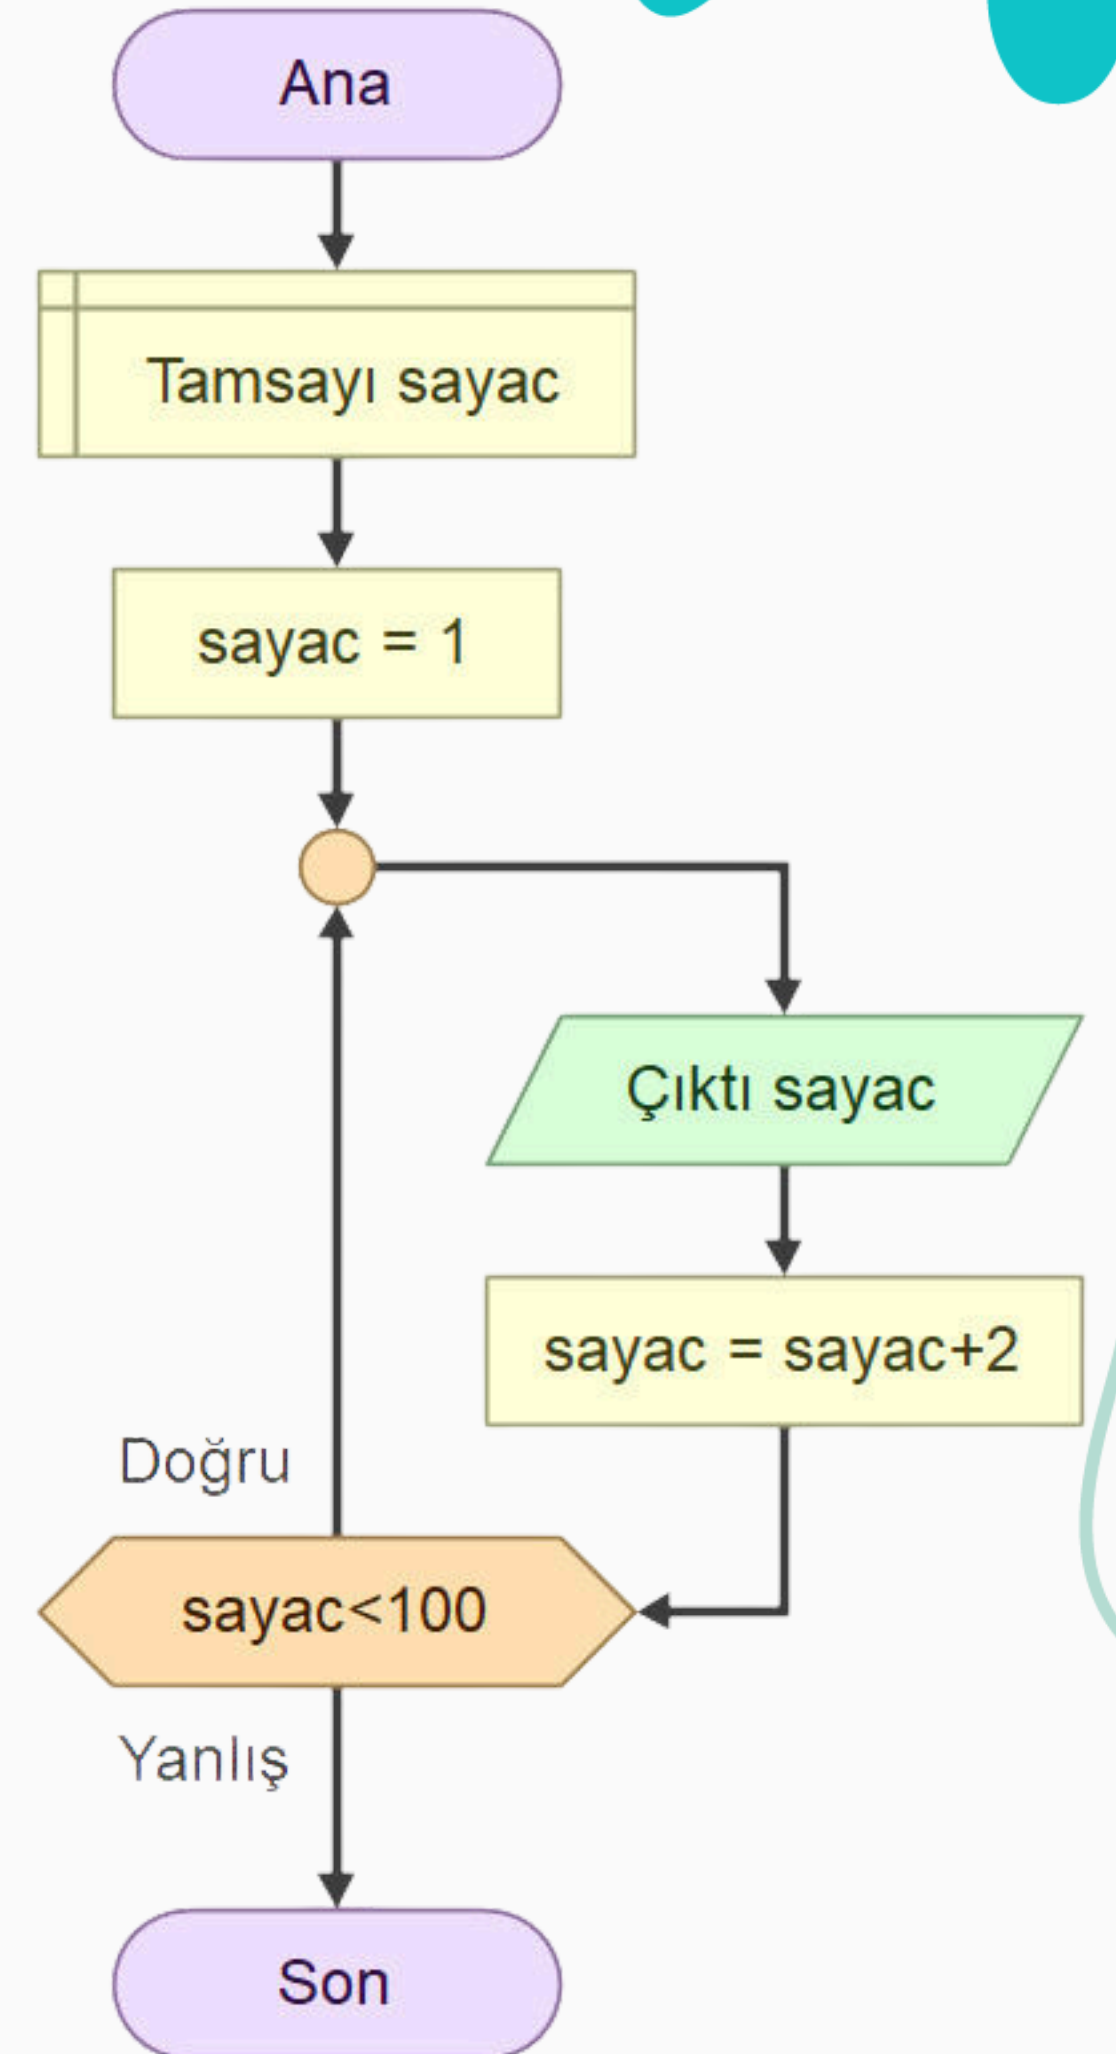 Ana
Tamsayı sayac
sayac = 1
Çıktı sayac
sayac = sayac+2
Doğru
sayac<100
Yanlış
Son